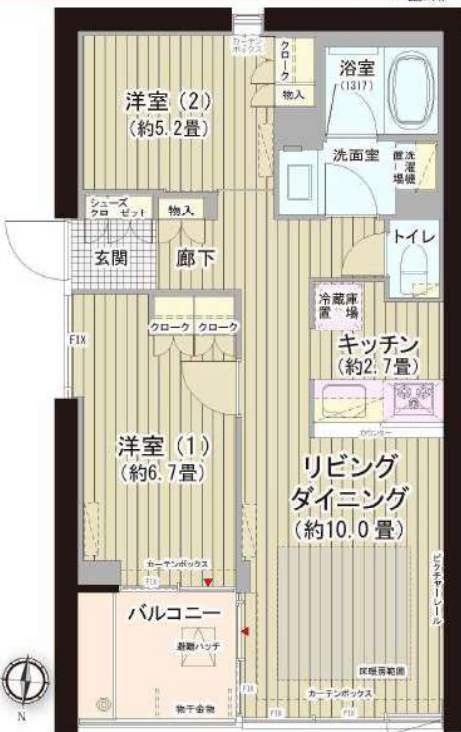 カーテン
ボックス
クローク
物入
浴室
(1317)
洋室(2)
(約5.2畳)
洗面室
洗濯機
置場
シューズ
クローゼット
物入
トイレ
玄関
廊下
冷蔵庫
置場
クローク
クローク
キッチン
(約2.7畳)
FIX
カウンター
洋室(1)
(約6.7畳)
リビング
ダイニング
(約10.0畳)
ピクチャーレール
カーテンボックス
FIX
バルコニー
避難ハッチ
床暖房範囲
物干金物
FIX
カーテンボックス
FIX
FIX
N